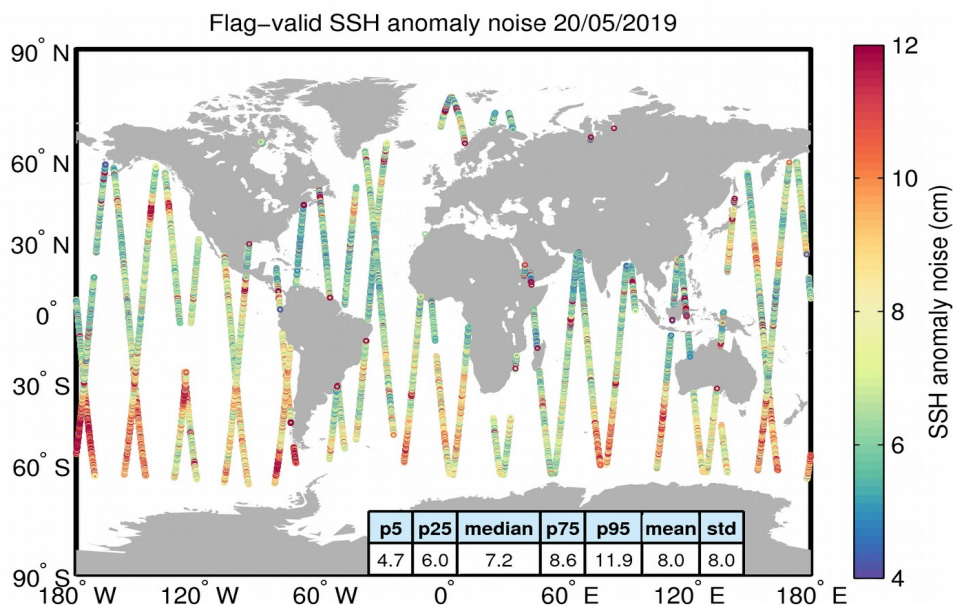 Flag−valid SSH anomaly noise 20/05/2019
90° N
60° N
30° N
0°
30° S
60° S
90° S
180° W
120° W
60° W
0°
60° E
120° E
180° E
p5 p25 median p75 p95 mean std
4.7 6.0 7.2 8.6 11.9 8.0 8.0
12
10
8
6
4
SSH anomaly noise (cm)